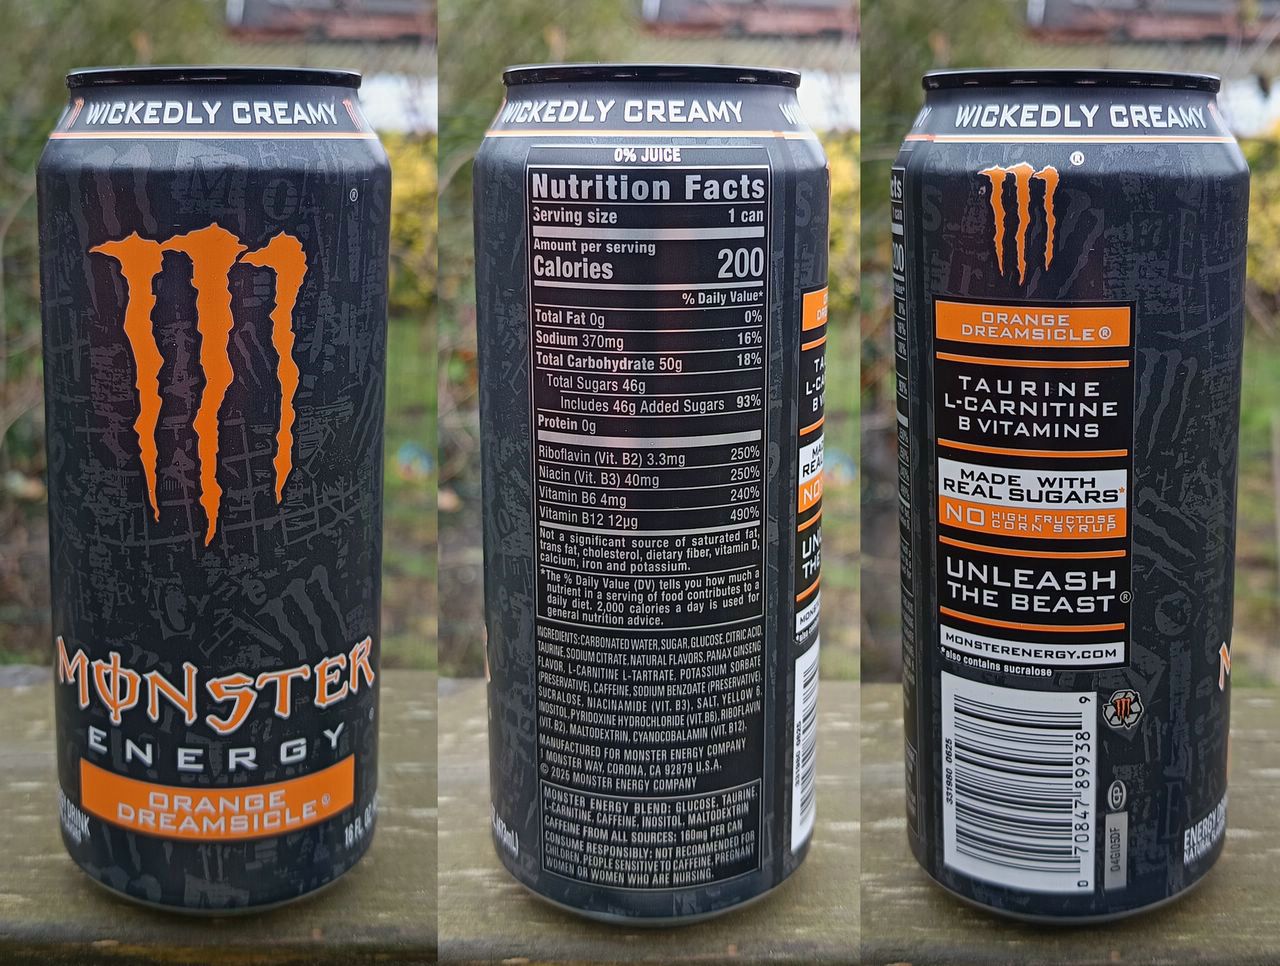 WICKEDLY CREAMY
®
MONSTER
ENERGY
ORANGE
DREAMSICLE®
DRINK
16 FL
WICKEDLY CREAMY
0% JUICE
Nutrition Facts
Serving size 1 can
Amount per serving
Calories 200
% Daily Value*
Total Fat 0g 0%
Sodium 370mg 16%
Total Carbohydrate 50g 18%
Total Sugars 46g
Includes 46g Added Sugars 93%
Protein 0g
Riboflavin (Vit. B2) 3.3mg 250%
Niacin (Vit. B3) 40mg 250%
Vitamin B6 4mg 240%
Vitamin B12 12µg 490%
Not a significant source of saturated fat,
trans fat, cholesterol, dietary fiber, vitamin D,
calcium, iron and potassium.
*The % Daily Value (DV) tells you how much a
nutrient in a serving of food contributes to a
daily diet. 2,000 calories a day is used for
general nutrition advice.
INGREDIENTS: CARBONATED WATER, SUGAR, GLUCOSE, CITRIC ACID,
TAURINE, SODIUM CITRATE, NATURAL FLAVORS, PANAX GINSENG
FLAVOR, L-CARNITINE L-TARTRATE, POTASSIUM SORBATE
(PRESERVATIVE), CAFFEINE, SODIUM BENZOATE (PRESERVATIVE),
SUCRALOSE, NIACINAMIDE (VIT. B3), SALT, YELLOW 6,
INOSITOL, PYRIDOXINE HYDROCHLORIDE (VIT. B6), RIBOFLAVIN
(VIT. B2), MALTODEXTRIN, CYANOCOBALAMIN (VIT. B12).
MANUFACTURED FOR MONSTER ENERGY COMPANY
1 MONSTER WAY, CORONA, CA 92879 U.S.A.
© 2025 MONSTER ENERGY COMPANY
MONSTER ENERGY BLEND: GLUCOSE, TAURINE,
L-CARNITINE, CAFFEINE, INOSITOL, MALTODEXTRIN
CAFFEINE FROM ALL SOURCES: 160mg PER CAN
CONSUME RESPONSIBLY: NOT RECOMMENDED FOR
CHILDREN, PEOPLE SENSITIVE TO CAFFEINE, PREGNANT
WOMEN OR WOMEN WHO ARE NURSING.
331980 0625
WICKEDLY CREAMY
®
ORANGE
DREAMSICLE®
TAURINE
L-CARNITINE
B VITAMINS
MADE WITH
REAL SUGARS*
NO HIGH FRUCTOSE
CORN SYRUP
UNLEASH
THE BEAST®
MONSTERENERGY.COM
*also contains sucralose
331980 0625
0 70847 89938 9
04G105DF
ENERGY